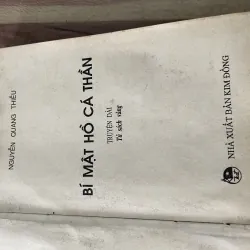 NGUYỄN QUANG THIỀU
BÍ MẬT HỒ CÁ THẦN
TRUYỆN DÀI
Tủ sách vàng
NHÀ XUẤT BẢN KIM ĐỒNG